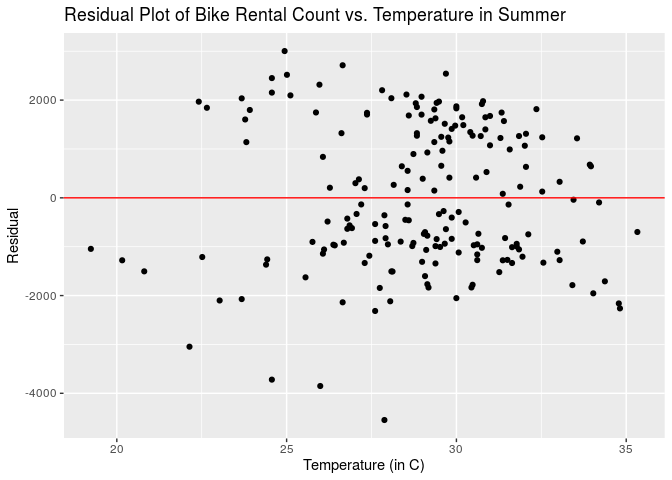 Residual Plot of Bike Rental Count vs. Temperature in Summer
2000
0
-2000
-4000
Residual
20 25 30 35
Temperature (in C)